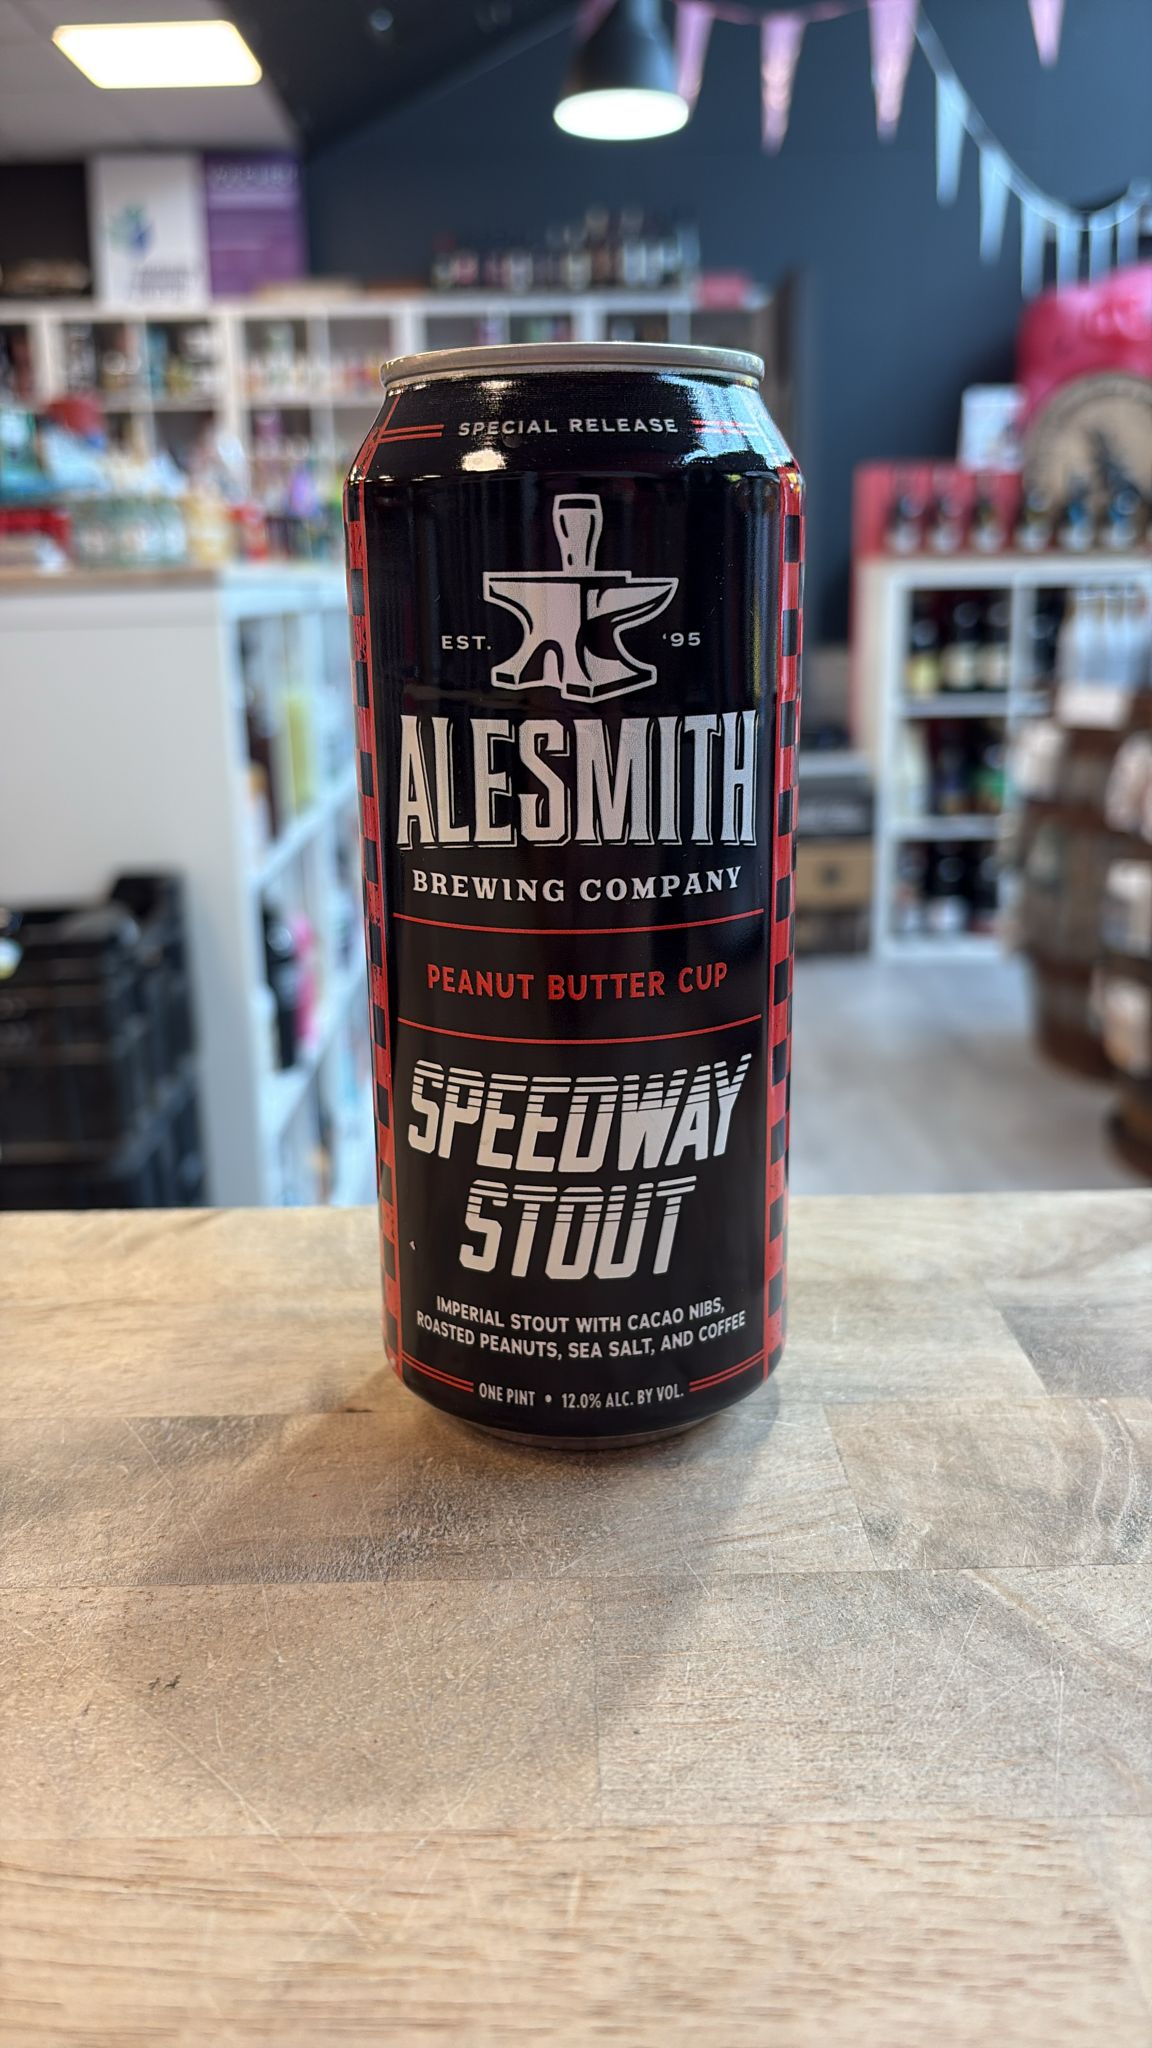 SPECIAL RELEASE
EST. '95
ALESMITH
BREWING COMPANY
PEANUT BUTTER CUP
SPEEDWAY
STOUT
IMPERIAL STOUT WITH CACAO NIBS,
ROASTED PEANUTS, SEA SALT, AND COFFEE
ONE PINT • 12.0% ALC. BY VOL.